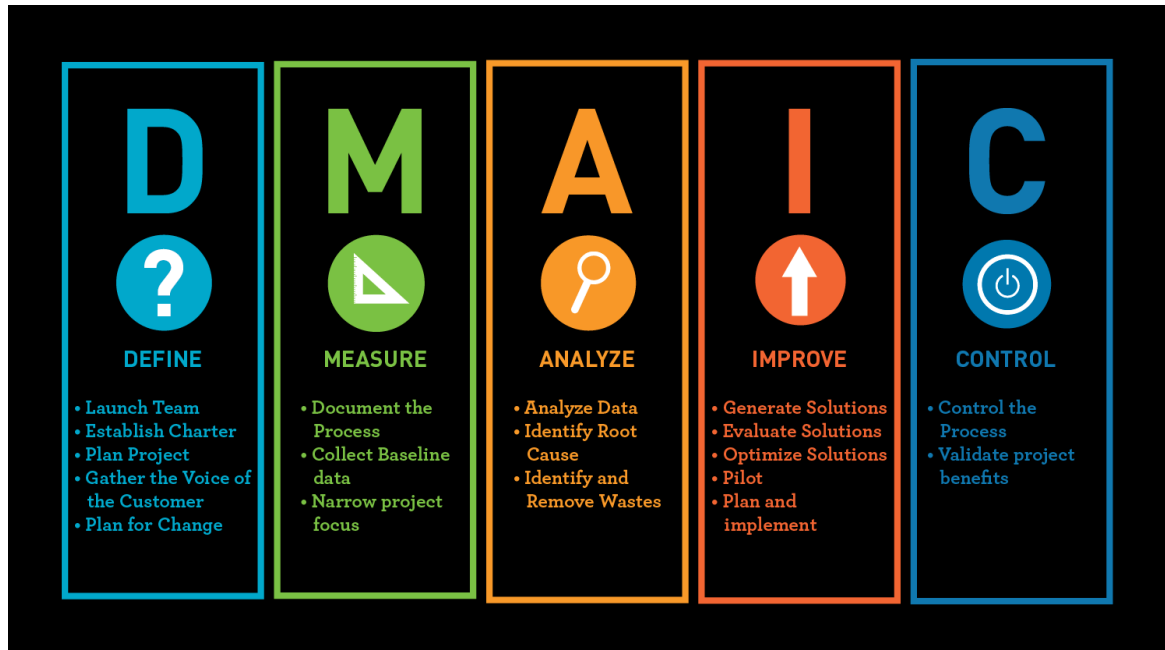 D
?
DEFINE
• Launch Team
• Establish Charter
• Plan Project
• Gather the Voice of
the Customer
• Plan for Change
M
MEASURE
• Document the
Process
• Collect Baseline
data
• Narrow project
focus
A
ANALYZE
• Analyze Data
• Identify Root
Cause
• Identify and
Remove Wastes
I
IMPROVE
• Generate Solutions
• Evaluate Solutions
• Optimize Solutions
• Pilot
• Plan and
implement
C
CONTROL
• Control the
Process
• Validate project
benefits